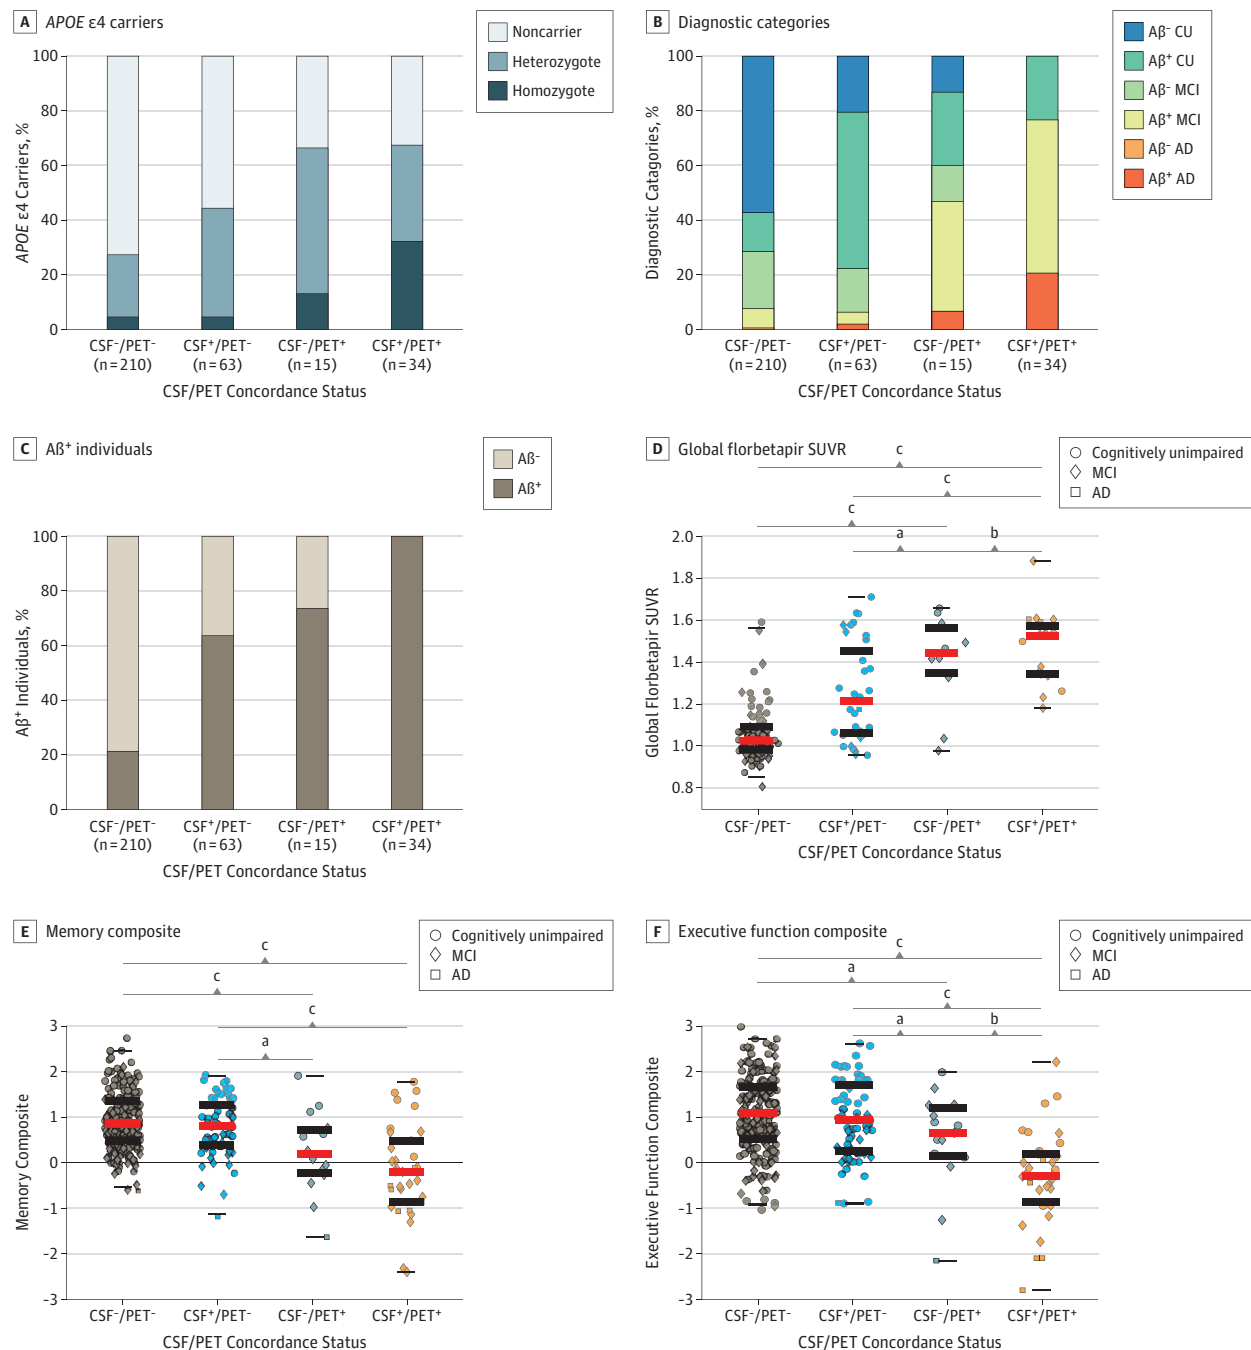 A APOE ε4 carriers
Noncarrier
Heterozygote
Homozygote
100
80
60
40
20
0
APOE ε4 Carriers, %
CSF⁻/PET⁻ CSF⁺/PET⁻ CSF⁻/PET⁺ CSF⁺/PET⁺
(n=210) (n=63) (n=15) (n=34)
CSF/PET Concordance Status
B Diagnostic categories
Aβ⁻ CU
Aβ⁺ CU
Aβ⁻ MCI
Aβ⁺ MCI
Aβ⁻ AD
Aβ⁺ AD
100
80
60
40
20
0
Diagnostic Catagories, %
CSF⁻/PET⁻ CSF⁺/PET⁻ CSF⁻/PET⁺ CSF⁺/PET⁺
(n=210) (n=63) (n=15) (n=34)
CSF/PET Concordance Status
C Aß⁺ individuals
Aß⁻
Aß⁺
100
80
60
40
20
0
Aβ⁺ Individuals, %
CSF⁻/PET⁻ CSF⁺/PET⁻ CSF⁻/PET⁺ CSF⁺/PET⁺
(n=210) (n=63) (n=15) (n=34)
CSF/PET Concordance Status
D Global florbetapir SUVR
Cognitively unimpaired
MCI
AD
c
c
c
a b
2.0
1.8
1.6
1.4
1.2
1.0
0.8
Global Florbetapir SUVR
CSF⁻/PET⁻ CSF⁺/PET⁻ CSF⁻/PET⁺ CSF⁺/PET⁺
CSF/PET Concordance Status
E Memory composite
Cognitively unimpaired
MCI
AD
c
c
c
a
3
2
1
0
-1
-2
-3
Memory Composite
CSF⁻/PET⁻ CSF⁺/PET⁻ CSF⁻/PET⁺ CSF⁺/PET⁺
CSF/PET Concordance Status
F Executive function composite
Cognitively unimpaired
MCI
AD
c
a
c
a b
3
2
1
0
-1
-2
-3
Executive Function Composite
CSF⁻/PET⁻ CSF⁺/PET⁻ CSF⁻/PET⁺ CSF⁺/PET⁺
CSF/PET Concordance Status